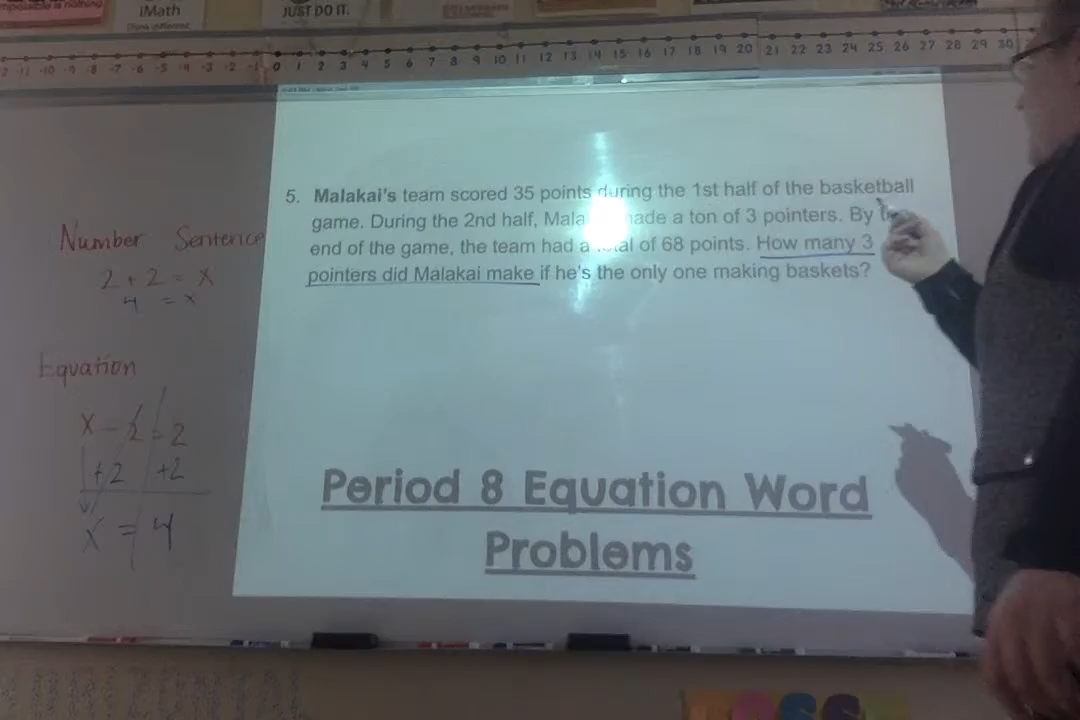 iMath
JUST DO IT.
-11 -10 -9 -8 -7 -6 -5 -4 -3 -2 -1 0 1 2 3 4 5 6 7 8 9 10 11 12 13 14 15 16 17 18 19 20 21 22 23 24 25 26 27 28 29 30
5. Malakai's team scored 35 points during the 1st half of the basketball
game. During the 2nd half, made a ton of 3 pointers. By
end of the game, the team had a total of 68 points. How many 3
pointers did Malakai make if he's the only one making baskets?
Number Sentence
2 + 2 = x
4 = x
Equation
x - 2 = 2
+2 +2
x = 4
Period 8 Equation Word
Problems